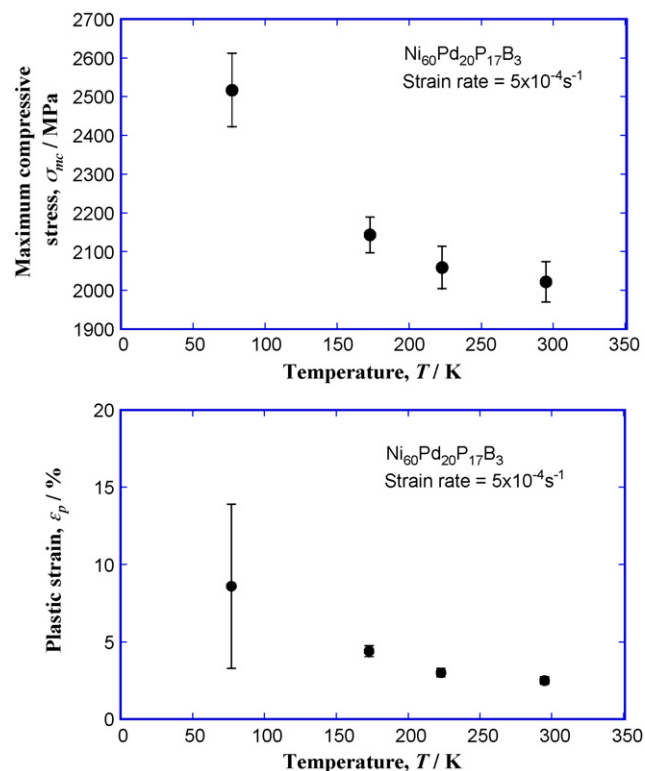 2700
2600
2500
2400
2300
2200
2100
2000
1900
Maximum compressive
stress, σmc / MPa
Ni₆₀Pd₂₀P₁₇B₃
Strain rate = 5x10⁻⁴s⁻¹
0 50 100 150 200 250 300 350
Temperature, T / K
20
15
10
5
0
Plastic strain, εp / %
Ni₆₀Pd₂₀P₁₇B₃
Strain rate = 5x10⁻⁴s⁻¹
0 50 100 150 200 250 300 350
Temperature, T / K